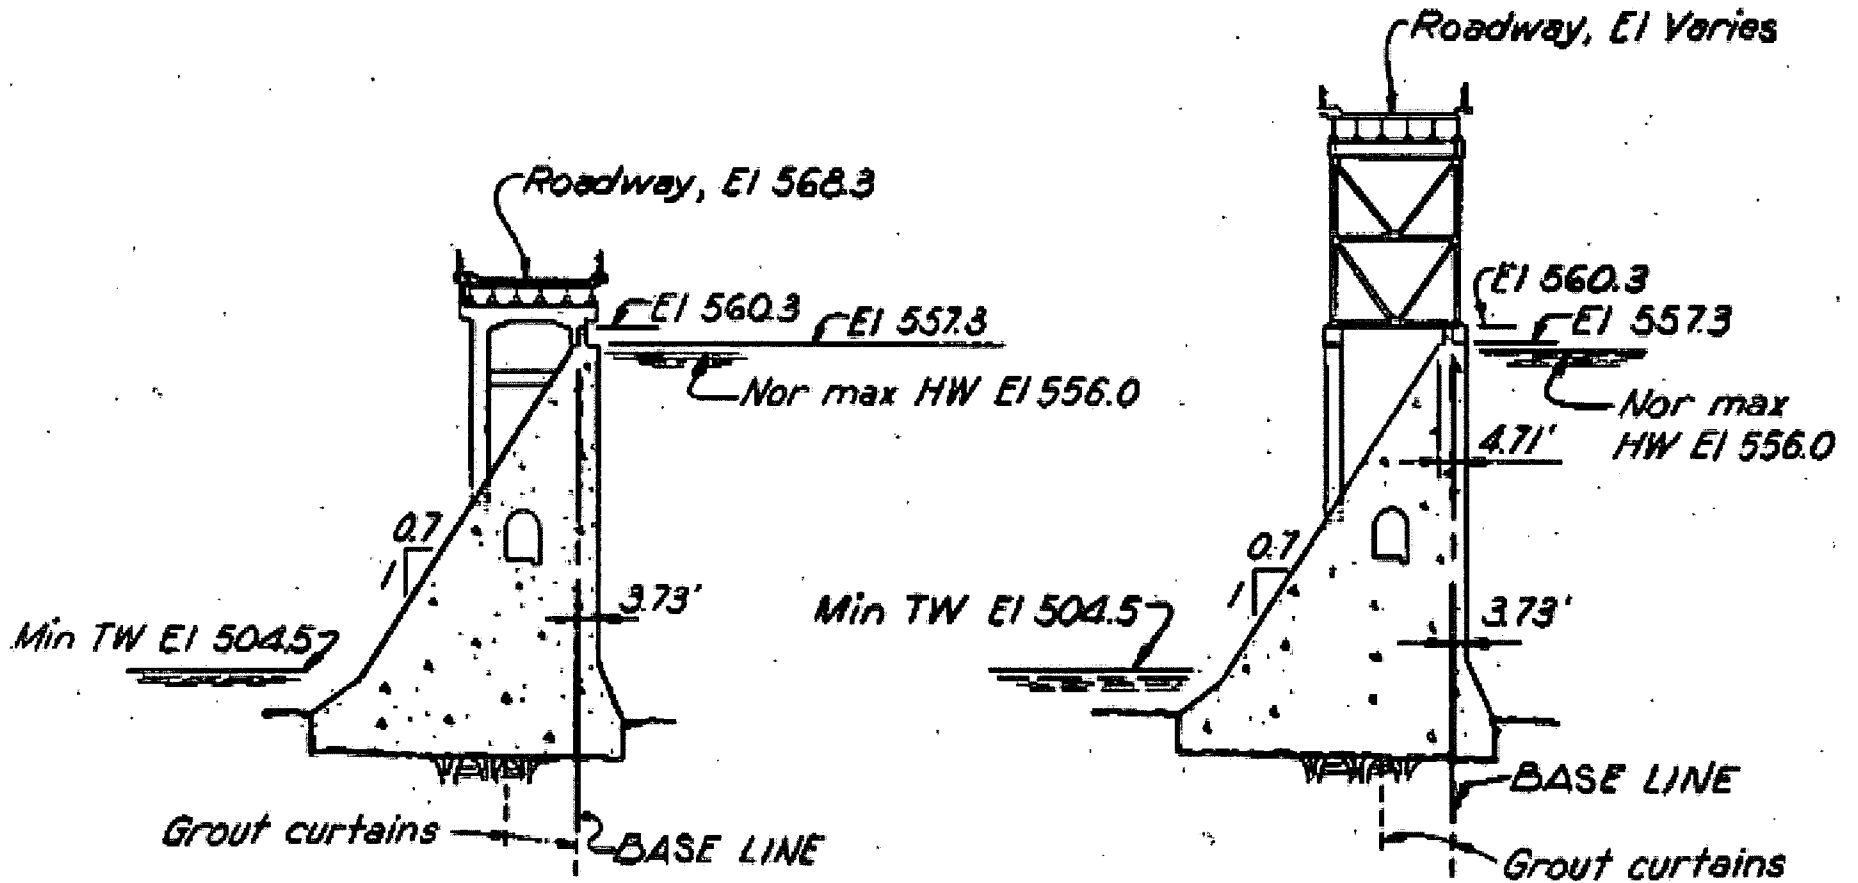 Roadway, El Varies
Roadway, El 568.3
El 560.3
El 557.3
Nor max HW El 556.0
0.7
1
3.73'
Min TW El 504.5
Grout curtains
BASE LINE
El 560.3
El 557.3
Nor max
HW El 556.0
4.71'
0.7
1
3.73'
Min TW El 504.5
BASE LINE
Grout curtains